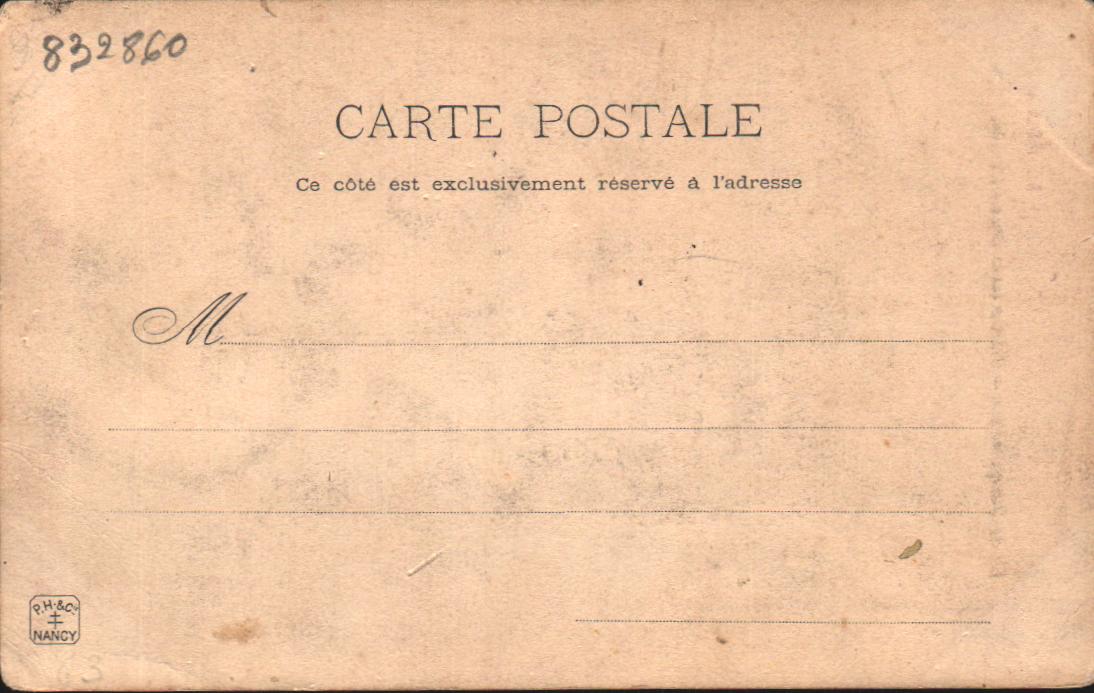 832860
CARTE POSTALE
Ce côté est exclusivement réservé à l'adresse
M
P.H.&Cie
NANCY